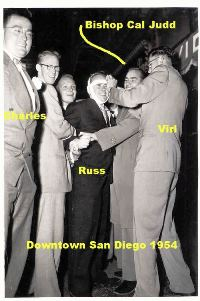 Bishop Cal Judd
Charles
Virl
Russ
Downtown San Diego 1954